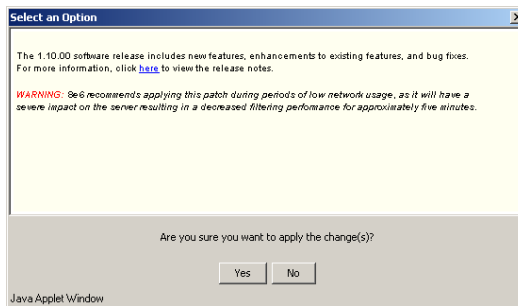 Select an Option
X
The 1.10.00 software release includes new features, enhancements to existing features, and bug fixes.
For more information, click here to view the release notes.
WARNING: 8e6 recommends applying this patch during periods of low network usage, as it will have a
severe impact on the server resulting in a decreased filtering performance for approximately five minutes.
Are you sure you want to apply the change(s)?
Yes No
Java Applet Window